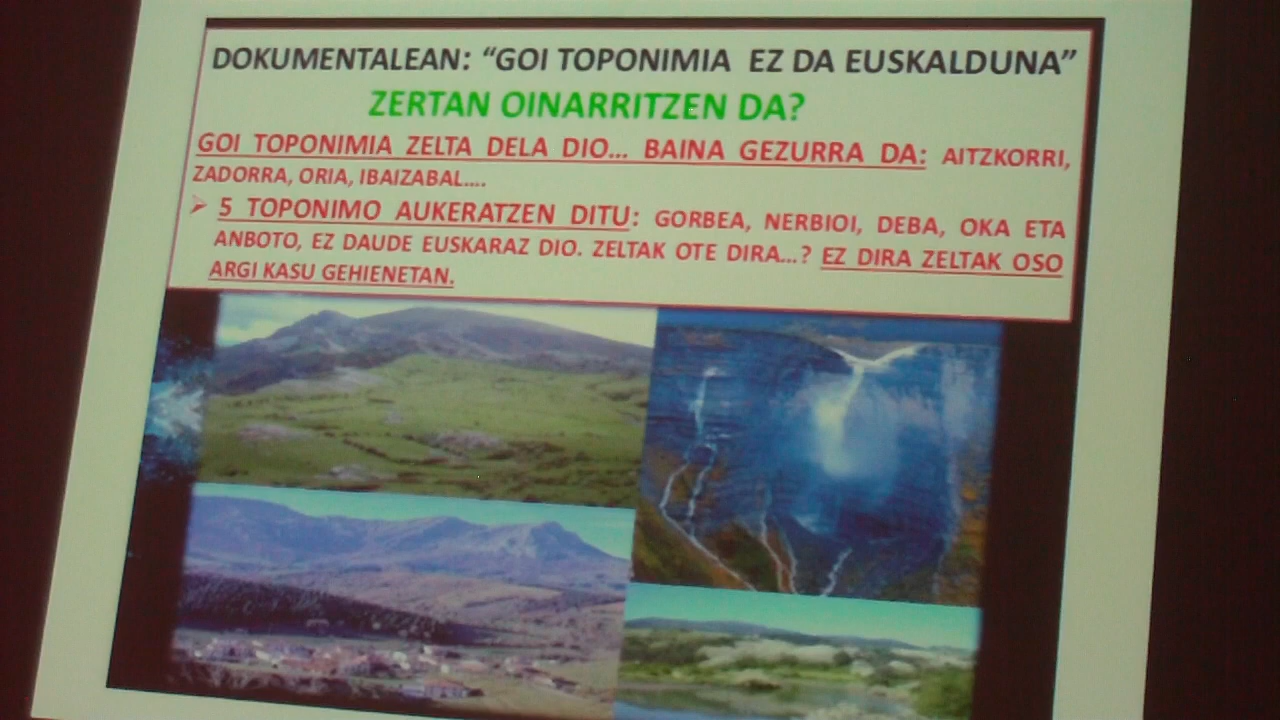 DOKUMENTALEAN: “GOI TOPONIMIA EZ DA EUSKALDUNA”
ZERTAN OINARRITZEN DA?
GOI TOPONIMIA ZELTA DELA DIO... BAINA GEZURRA DA: AITZKORRI,
ZADORRA, ORIA, IBAIZABAL....
➢ 5 TOPONIMO AUKERATZEN DITU: GORBEA, NERBIOI, DEBA, OKA ETA
ANBOTO, EZ DAUDE EUSKARAZ DIO. ZELTAK OTE DIRA...? EZ DIRA ZELTAK OSO
ARGI KASU GEHIENETAN.